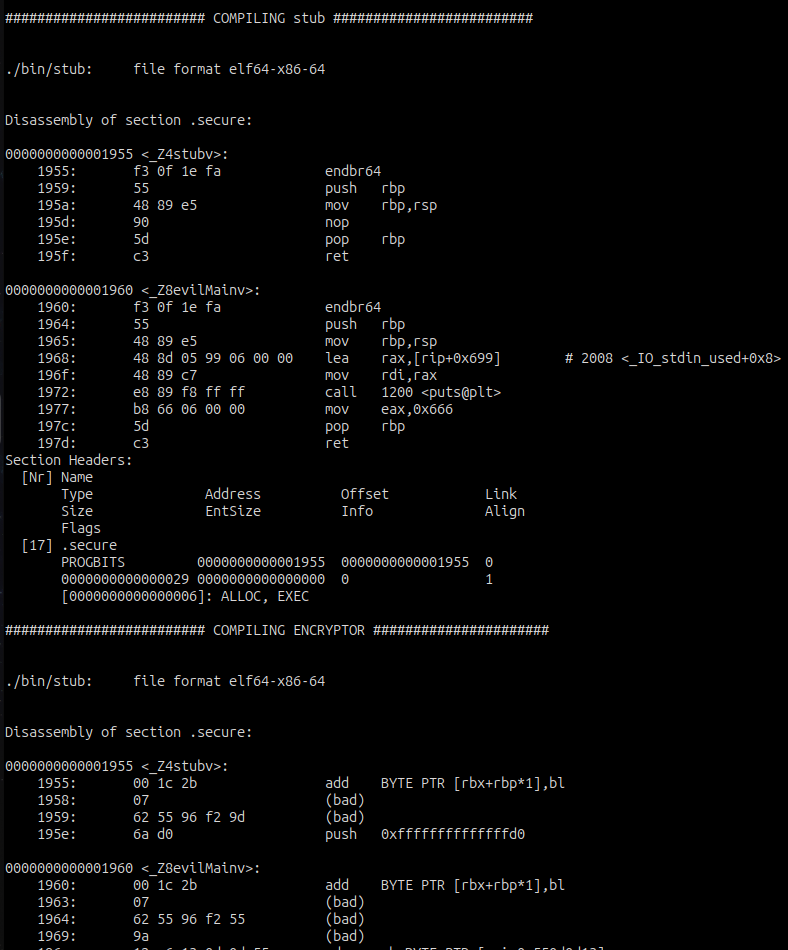 ######################### COMPILING stub #########################
./bin/stub:     file format elf64-x86-64
Disassembly of section .secure:
0000000000001955 <_Z4stubv>:
    1955:       f3 0f 1e fa             endbr64
    1959:       55                      push   rbp
    195a:       48 89 e5                mov    rbp,rsp
    195d:       90                      nop
    195e:       5d                      pop    rbp
    195f:       c3                      ret
0000000000001960 <_Z8evilMainv>:
    1960:       f3 0f 1e fa             endbr64
    1964:       55                      push   rbp
    1965:       48 89 e5                mov    rbp,rsp
    1968:       48 8d 05 99 06 00 00    lea    rax,[rip+0x699]        # 2008 <_IO_stdin_used+0x8>
    196f:       48 89 c7                mov    rdi,rax
    1972:       e8 89 f8 ff ff          call   1200 <puts@plt>
    1977:       b8 66 06 00 00          mov    eax,0x666
    197c:       5d                      pop    rbp
    197d:       c3                      ret
Section Headers:
  [Nr] Name
       Type              Address          Offset            Link
       Size              EntSize          Info              Align
       Flags
  [17] .secure
       PROGBITS         0000000000001955  0000000000001955  0
       0000000000000029 0000000000000000  0                 1
       [0000000000000006]: ALLOC, EXEC
######################### COMPILING ENCRYPTOR ######################
./bin/stub:     file format elf64-x86-64
Disassembly of section .secure:
0000000000001955 <_Z4stubv>:
    1955:       00 1c 2b                add    BYTE PTR [rbx+rbp*1],bl
    1958:       07                      (bad)
    1959:       62 55 96 f2 9d          (bad)
    195e:       6a d0                   push   0xffffffffffffffd0
0000000000001960 <_Z8evilMainv>:
    1960:       00 1c 2b                add    BYTE PTR [rbx+rbp*1],bl
    1963:       07                      (bad)
    1964:       62 55 96 f2 55          (bad)
    1969:       9a                      (bad)